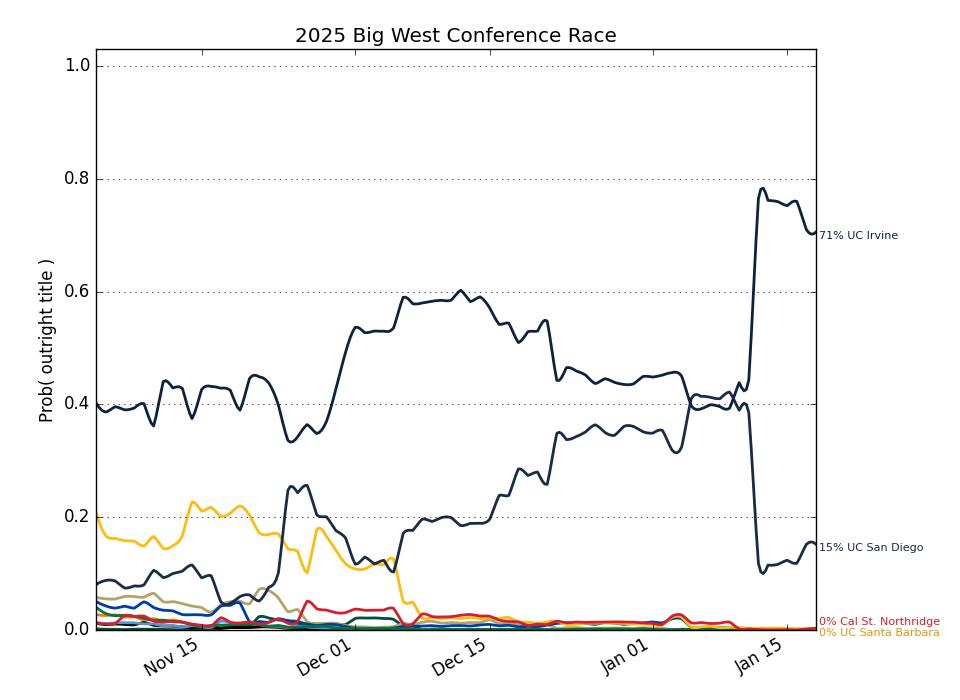 2025 Big West Conference Race
Prob( outright title )
1.0
0.8
0.6
0.4
0.2
0.0
Nov 15
Dec 01
Dec 15
Jan 01
Jan 15
71% UC Irvine
15% UC San Diego
0% Cal St. Northridge
0% UC Santa Barbara